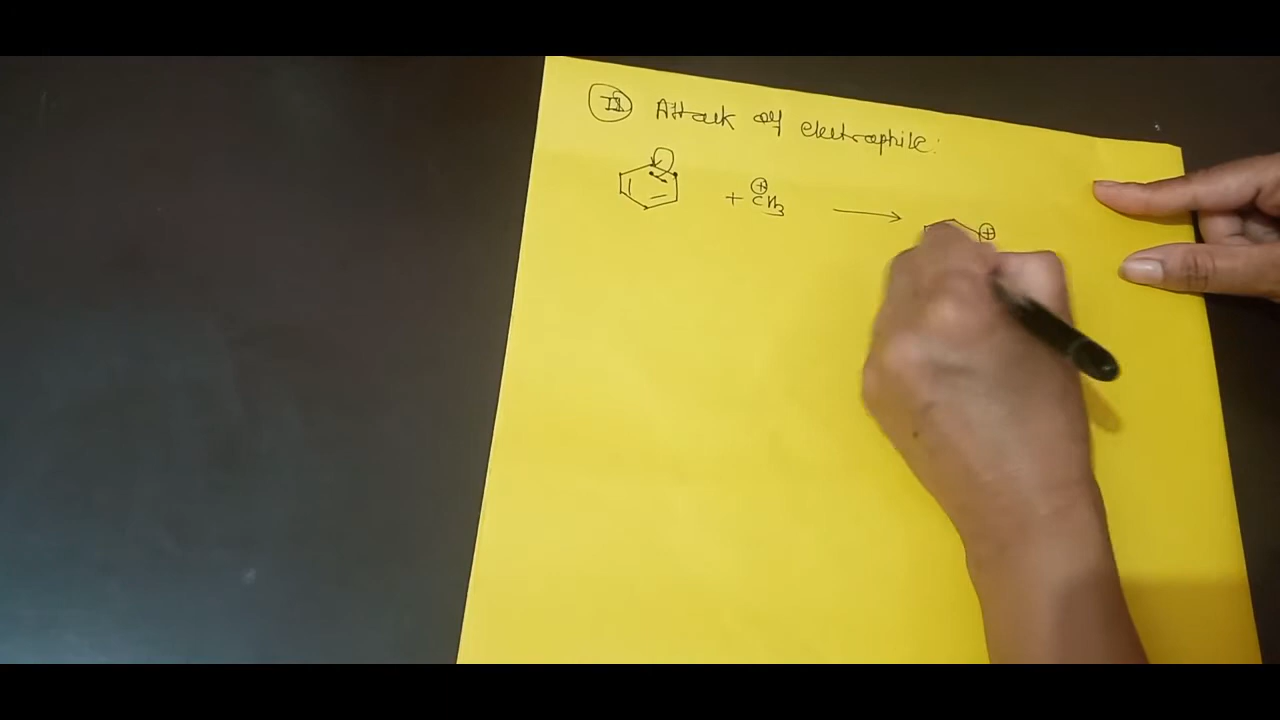 II Attack of electrophile:
+ CH3 ⊕ → ⊕